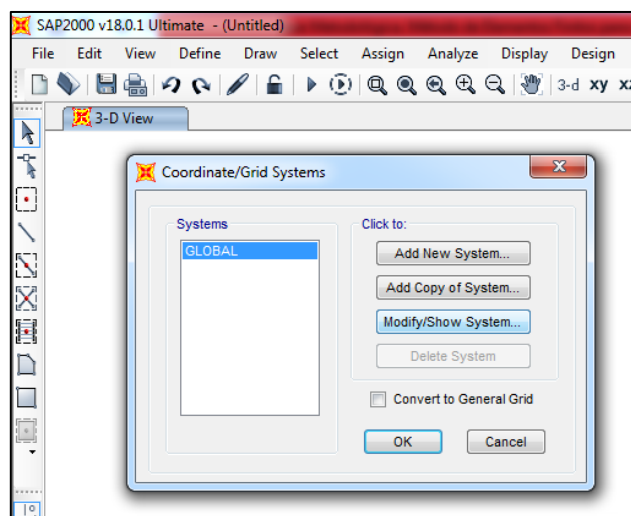 SAP2000 v18.0.1 Ultimate - (Untitled)
File Edit View Define Draw Select Assign Analyze Display Design
3-d xy
3-D View
Coordinate/Grid Systems
Systems
GLOBAL
Click to:
Add New System...
Add Copy of System...
Modify/Show System...
Delete System
Convert to General Grid
OK Cancel